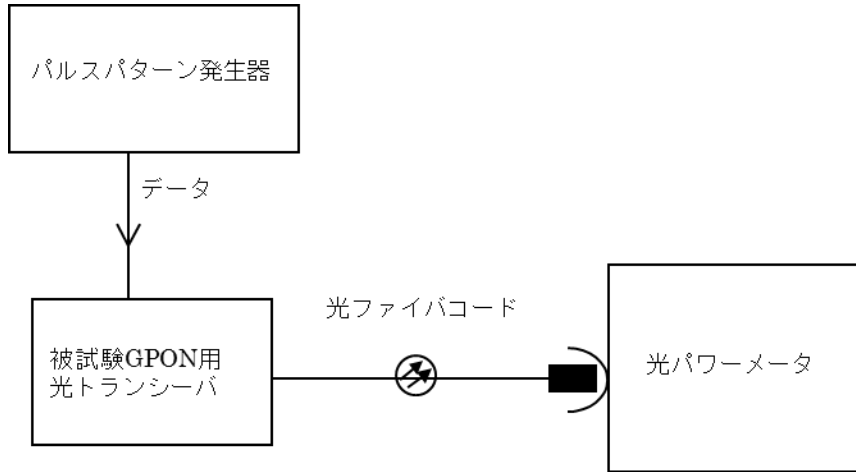 パルスパターン発生器
データ
光ファイバコード
被試験GPON用
光トランシーバ
光パワーメータ